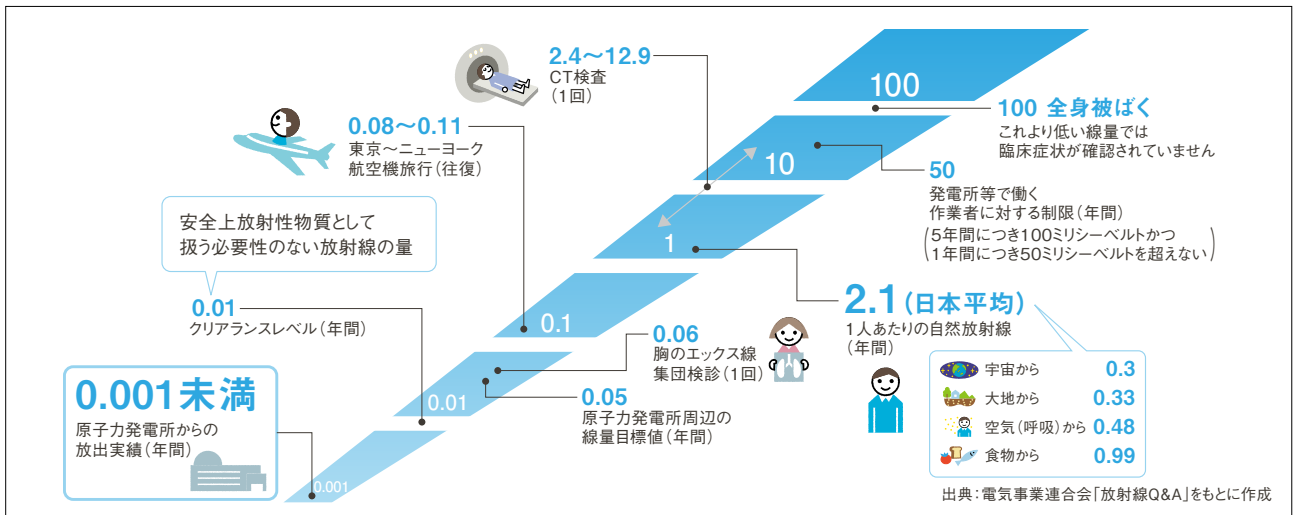 100
10
1
0.1
0.01
0.001
2.4〜12.9
CT検査
（1回）
0.08〜0.11
東京〜ニューヨーク
航空機旅行（往復）
安全上放射性物質として
扱う必要性のない放射線の量
0.01
クリアランスレベル（年間）
0.001未満
原子力発電所からの
放出実績（年間）
100 全身被ばく
これより低い線量では
臨床症状が確認されていません
50
発電所等で働く
作業者に対する制限（年間）
（5年間につき100ミリシーベルトかつ
1年間につき50ミリシーベルトを超えない）
2.1（日本平均）
1人あたりの自然放射線
（年間）
宇宙から 0.3
大地から 0.33
空気（呼吸）から 0.48
食物から 0.99
0.06
胸のエックス線
集団検診（1回）
0.05
原子力発電所周辺の
線量目標値（年間）
出典：電気事業連合会「放射線Q&A」をもとに作成